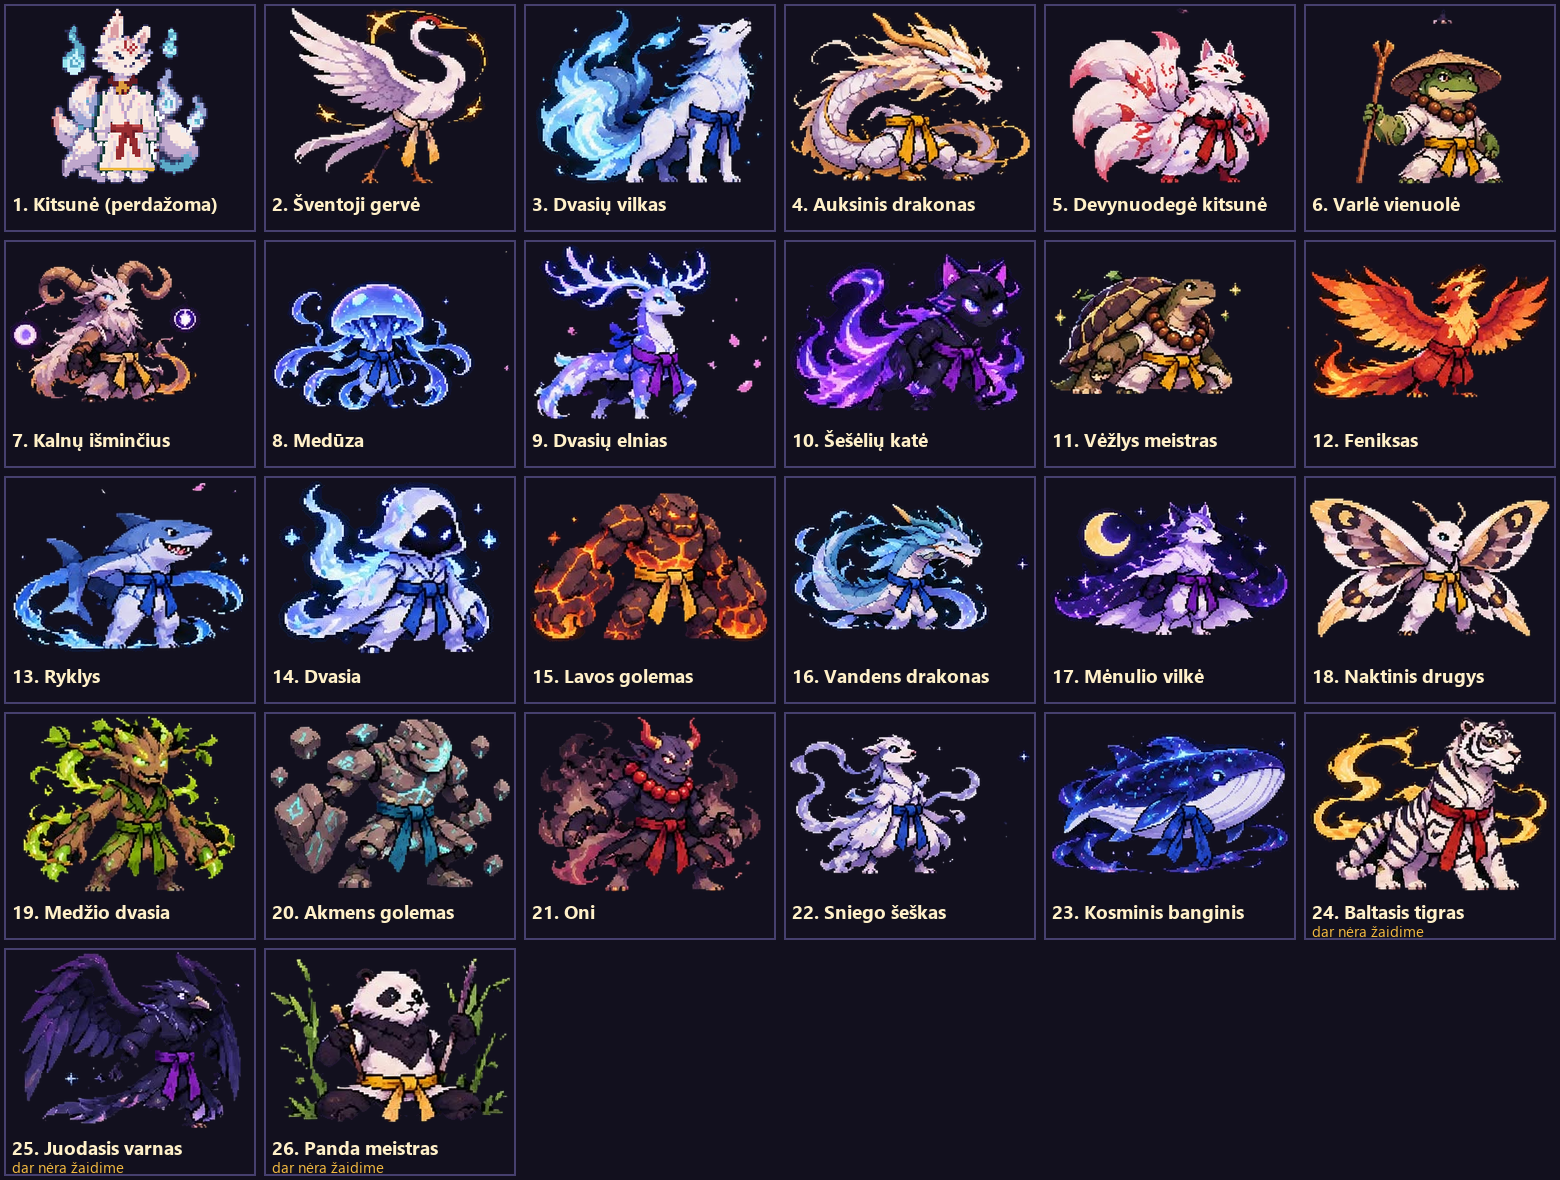 1. Kitsunė (perdažoma)
2. Šventoji gervė
3. Dvasių vilkas
4. Auksinis drakonas
5. Devynuodegė kitsunė
6. Varlė vienuolė
7. Kalnų išminčius
8. Medūza
9. Dvasių elnias
10. Šešėlių katė
11. Vėžlys meistras
12. Feniksas
13. Ryklys
14. Dvasia
15. Lavos golemas
16. Vandens drakonas
17. Mėnulio vilkė
18. Naktinis drugys
19. Medžio dvasia
20. Akmens golemas
21. Oni
22. Sniego šeškas
23. Kosminis banginis
24. Baltasis tigras
dar nėra žaidime
25. Juodasis varnas
dar nėra žaidime
26. Panda meistras
dar nėra žaidime